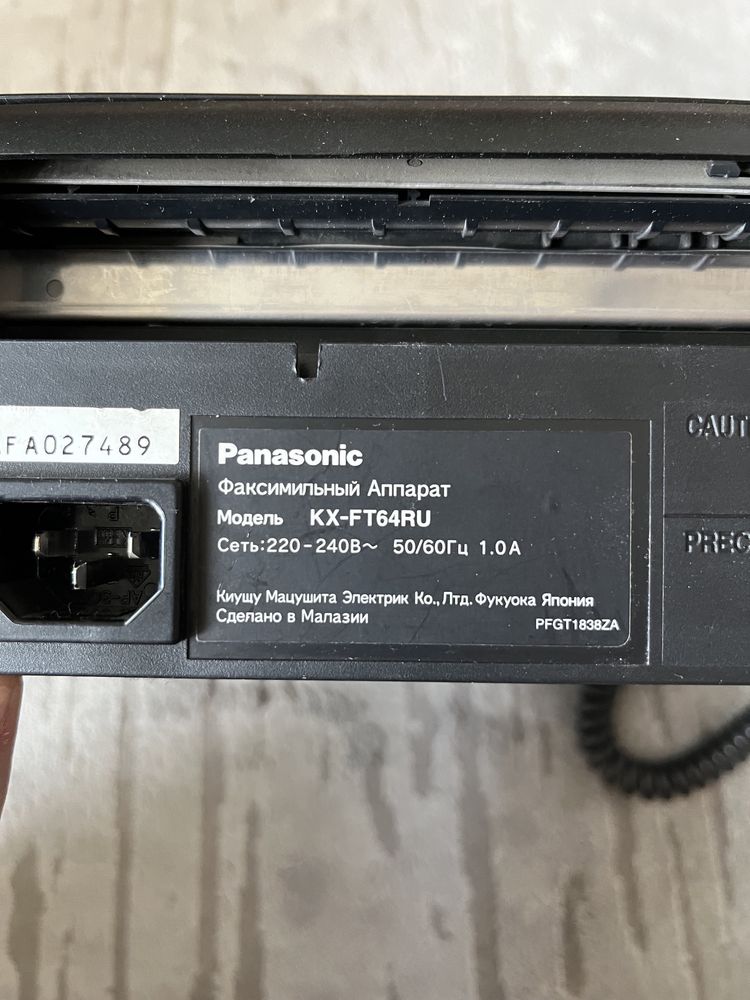 FA027489
Panasonic
Факсимильный Аппарат
Модель KX-FT64RU
Сеть:220-240В~ 50/60Гц 1.0А
Киушу Мацушита Электрик Ко., Лтд. Фукуока Япония
Сделано в Малазии
PFGT1838ZA
CAUT
PREC